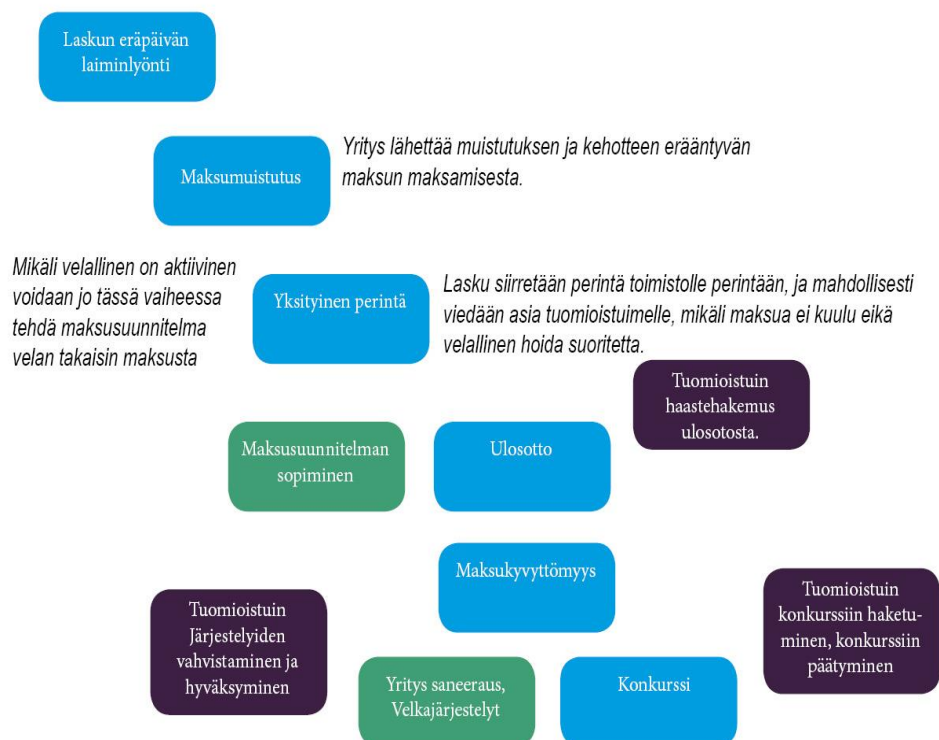 Laskun eräpäivän
laiminlyönti
Maksumuistutus
Yritys lähettää muistutuksen ja kehotteen erääntyvän
maksun maksamisesta.
Mikäli velallinen on aktiivinen
voidaan jo tässä vaiheessa
tehdä maksusuunnitelma
velan takaisin maksusta
Yksityinen perintä
Lasku siirretään perintä toimistolle perintään, ja mahdollisesti
viedään asia tuomioistuimelle, mikäli maksua ei kuulu eikä
velallinen hoida suoritetta.
Tuomioistuin
haastehakemus
ulosotosta.
Maksusuunnitelman
sopiminen
Ulosotto
Maksukyvyttömyys
Tuomioistuin
Järjestelyiden
vahvistaminen ja
hyväksyminen
Tuomioistuin
konkurssiin haketu-
minen, konkurssiin
päätyminen
Yritys saneeraus,
Velkajärjestelyt
Konkurssi